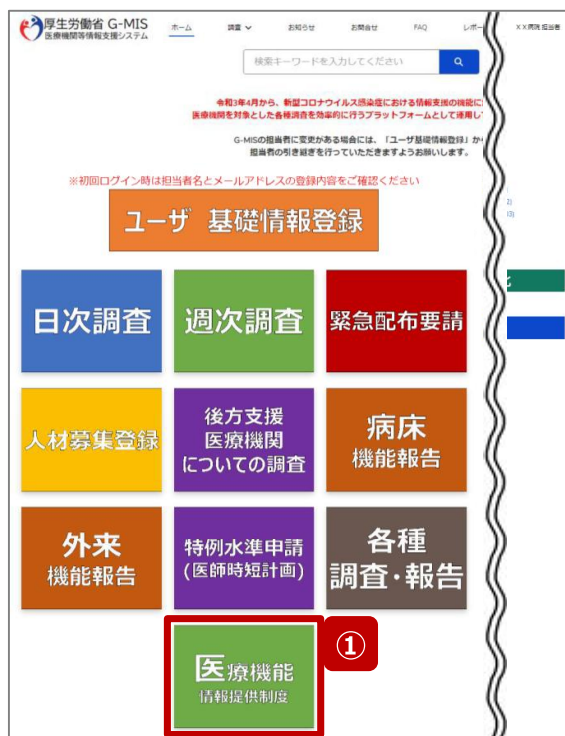 厚生労働省 G-MIS
医療機関等情報支援システム
ホーム 調査 お知らせ お問合せ FAQ レポー ××病院 担当者
検索キーワードを入力してください
令和3年4月から、新型コロナウイルス感染症における情報支援の機能に
医療機関を対象とした各種調査を効率的に行うプラットフォームとして運用し
G-MISの担当者に変更がある場合には、「ユーザ基礎情報登録」か
担当者の引き継ぎを行っていただきますようお願いします。
※初回ログイン時は担当者名とメールアドレスの登録内容をご確認ください
ユーザ 基礎情報登録
日次調査
週次調査
緊急配布要請
人材募集登録
後方支援
医療機関
についての調査
病床
機能報告
外来
機能報告
特例水準申請
(医師時短計画)
各種
調査・報告
医療機能
情報提供制度
①